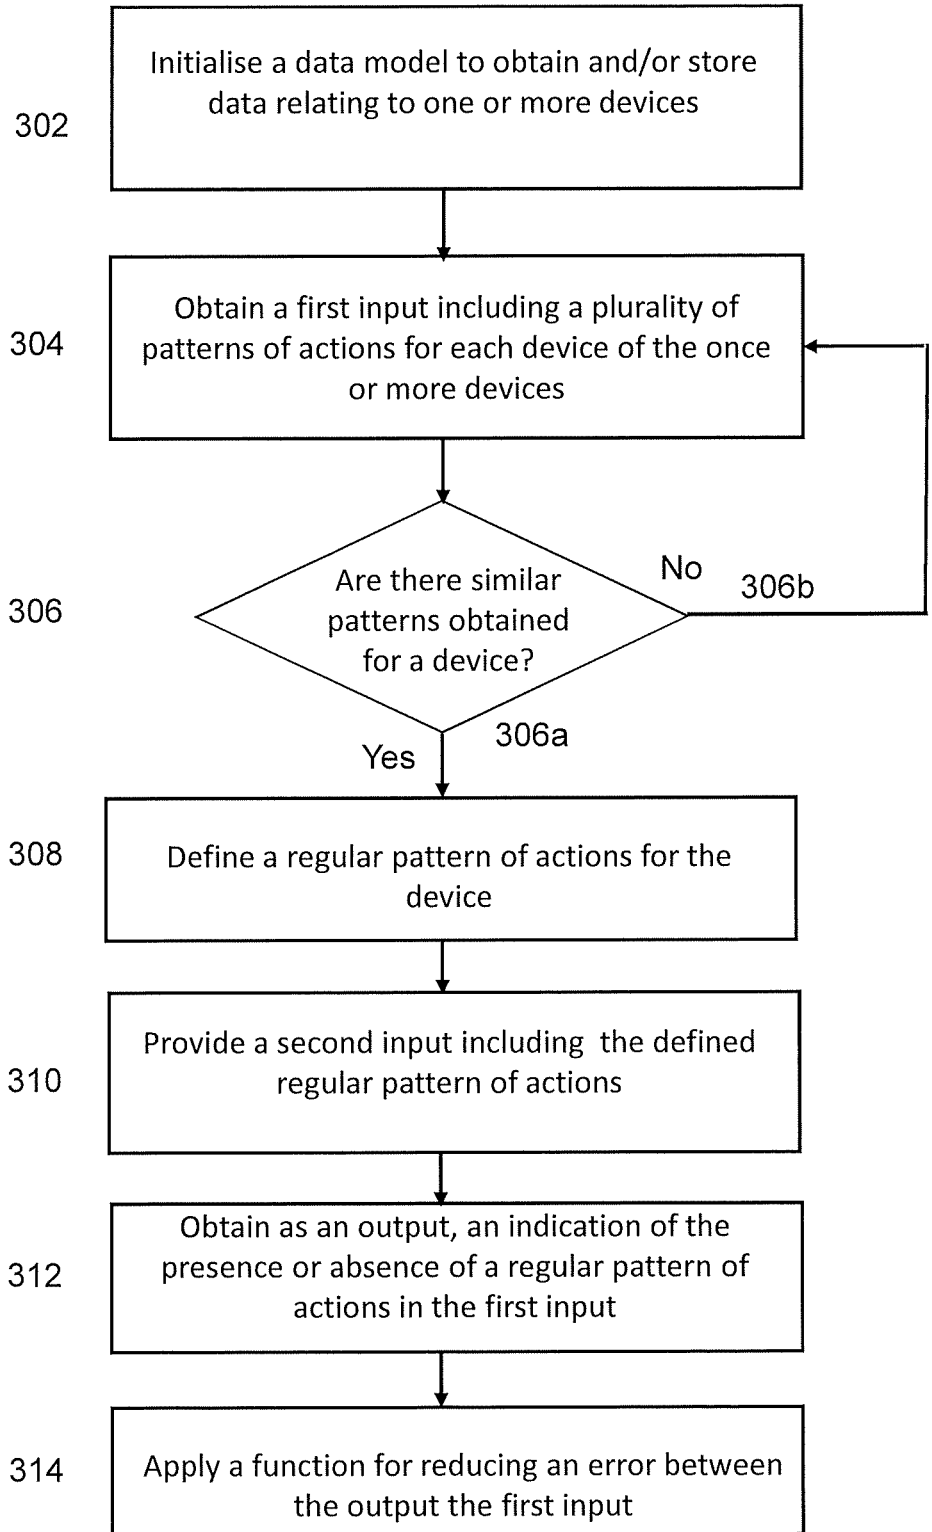 Initialise a data model to obtain and/or store
data relating to one or more devices
302
Obtain a first input including a plurality of
304
patterns of actions for each device of the once
or more devices
No
306b
Are there similar
306
patterns obtained
for a device?
306a
Yes
308
Define a regular pattern of actions for the
device
Provide a second input including the defined
310
regular pattern of actions
Obtain as an output, an indication of the
312
presence or absence of a regular pattern of
actions in the first input
314
Apply a function for reducing an error between
the output the first input